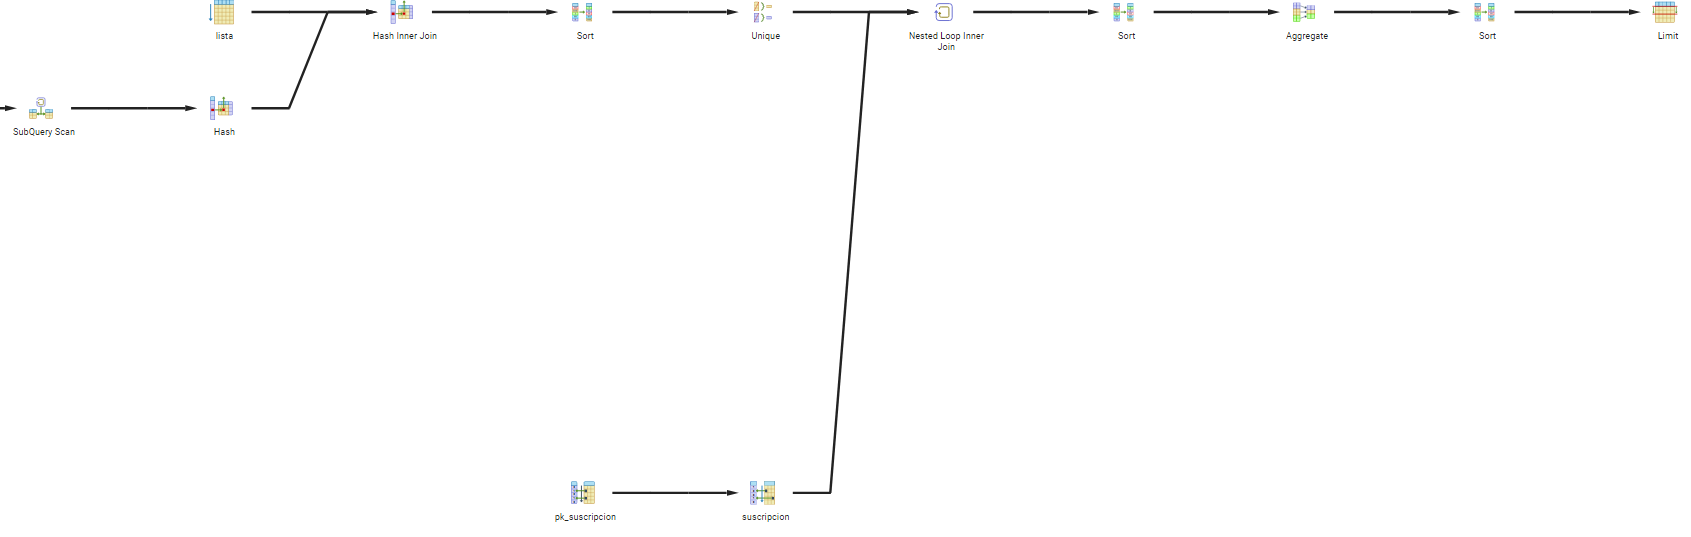 lista
Hash Inner Join
Sort
Unique
Nested Loop Inner
Join
Sort
Aggregate
Sort
Limit
SubQuery Scan
Hash
pk_suscripcion
suscripcion